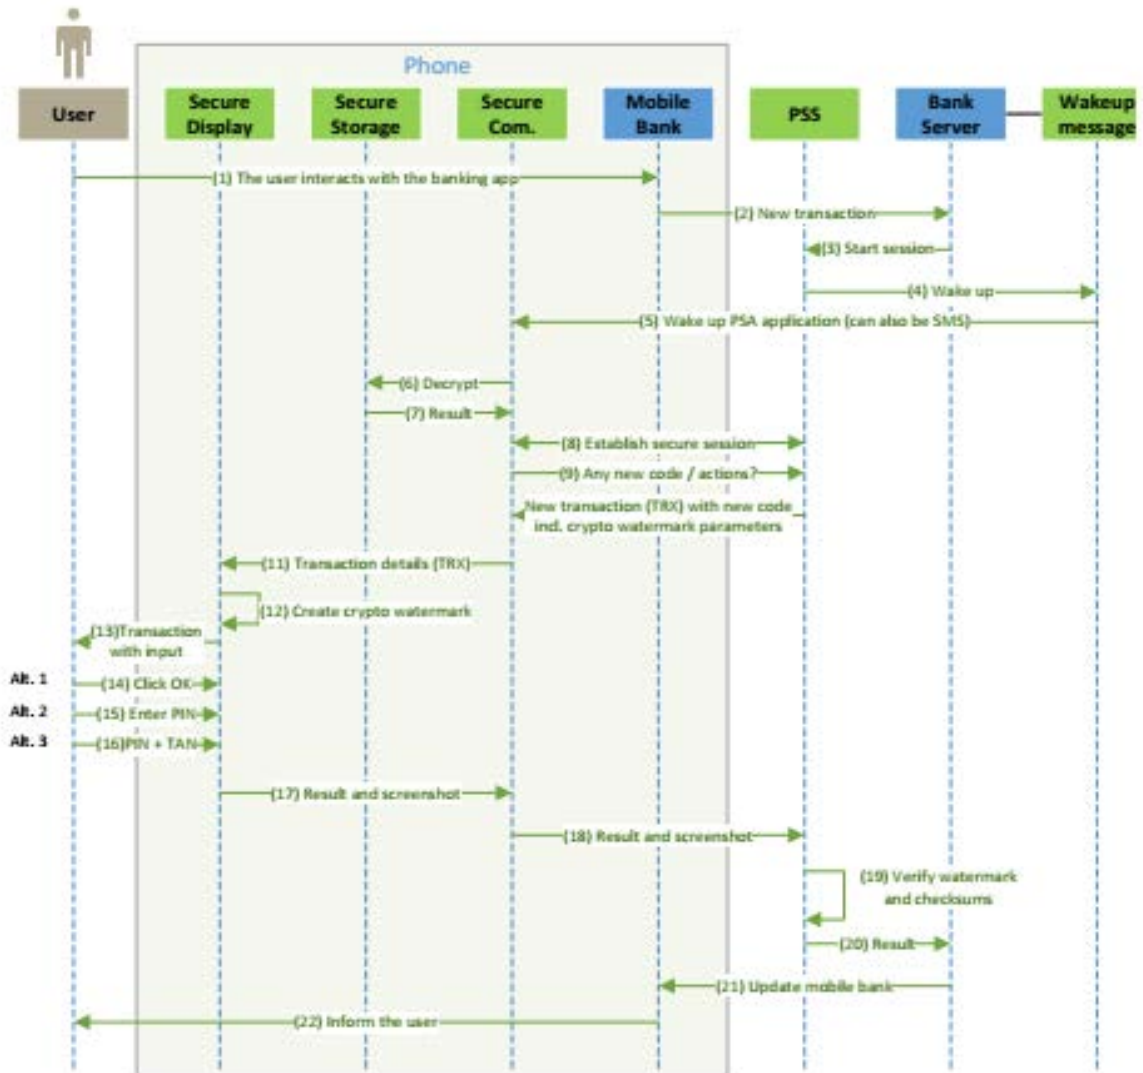 Phone
User
Secure
Display
Secure
Storage
Secure
Com.
Mobile
Bank
PSS
Bank
Server
Wakeup
message
(1) The user interacts with the banking app
(2) New transaction
(3) Start session
(4) Wake up
(5) Wake up PSA application (can also be SMS)
(6) Decrypt
(7) Result
(8) Establish secure session
(9) Any new code / actions?
New transaction (TRX) with new code
incl. crypto watermark parameters
(11) Transaction details (TRX)
(12) Create crypto watermark
(13)Transaction
with input
Alt. 1
(14) Click OK
Alt. 2
(15) Enter PIN
Alt. 3
(16)PIN + TAN
(17) Result and screenshot
(18) Result and screenshot
(19) Verify watermark
and checksums
(20) Result
(21) Update mobile bank
(22) Inform the user